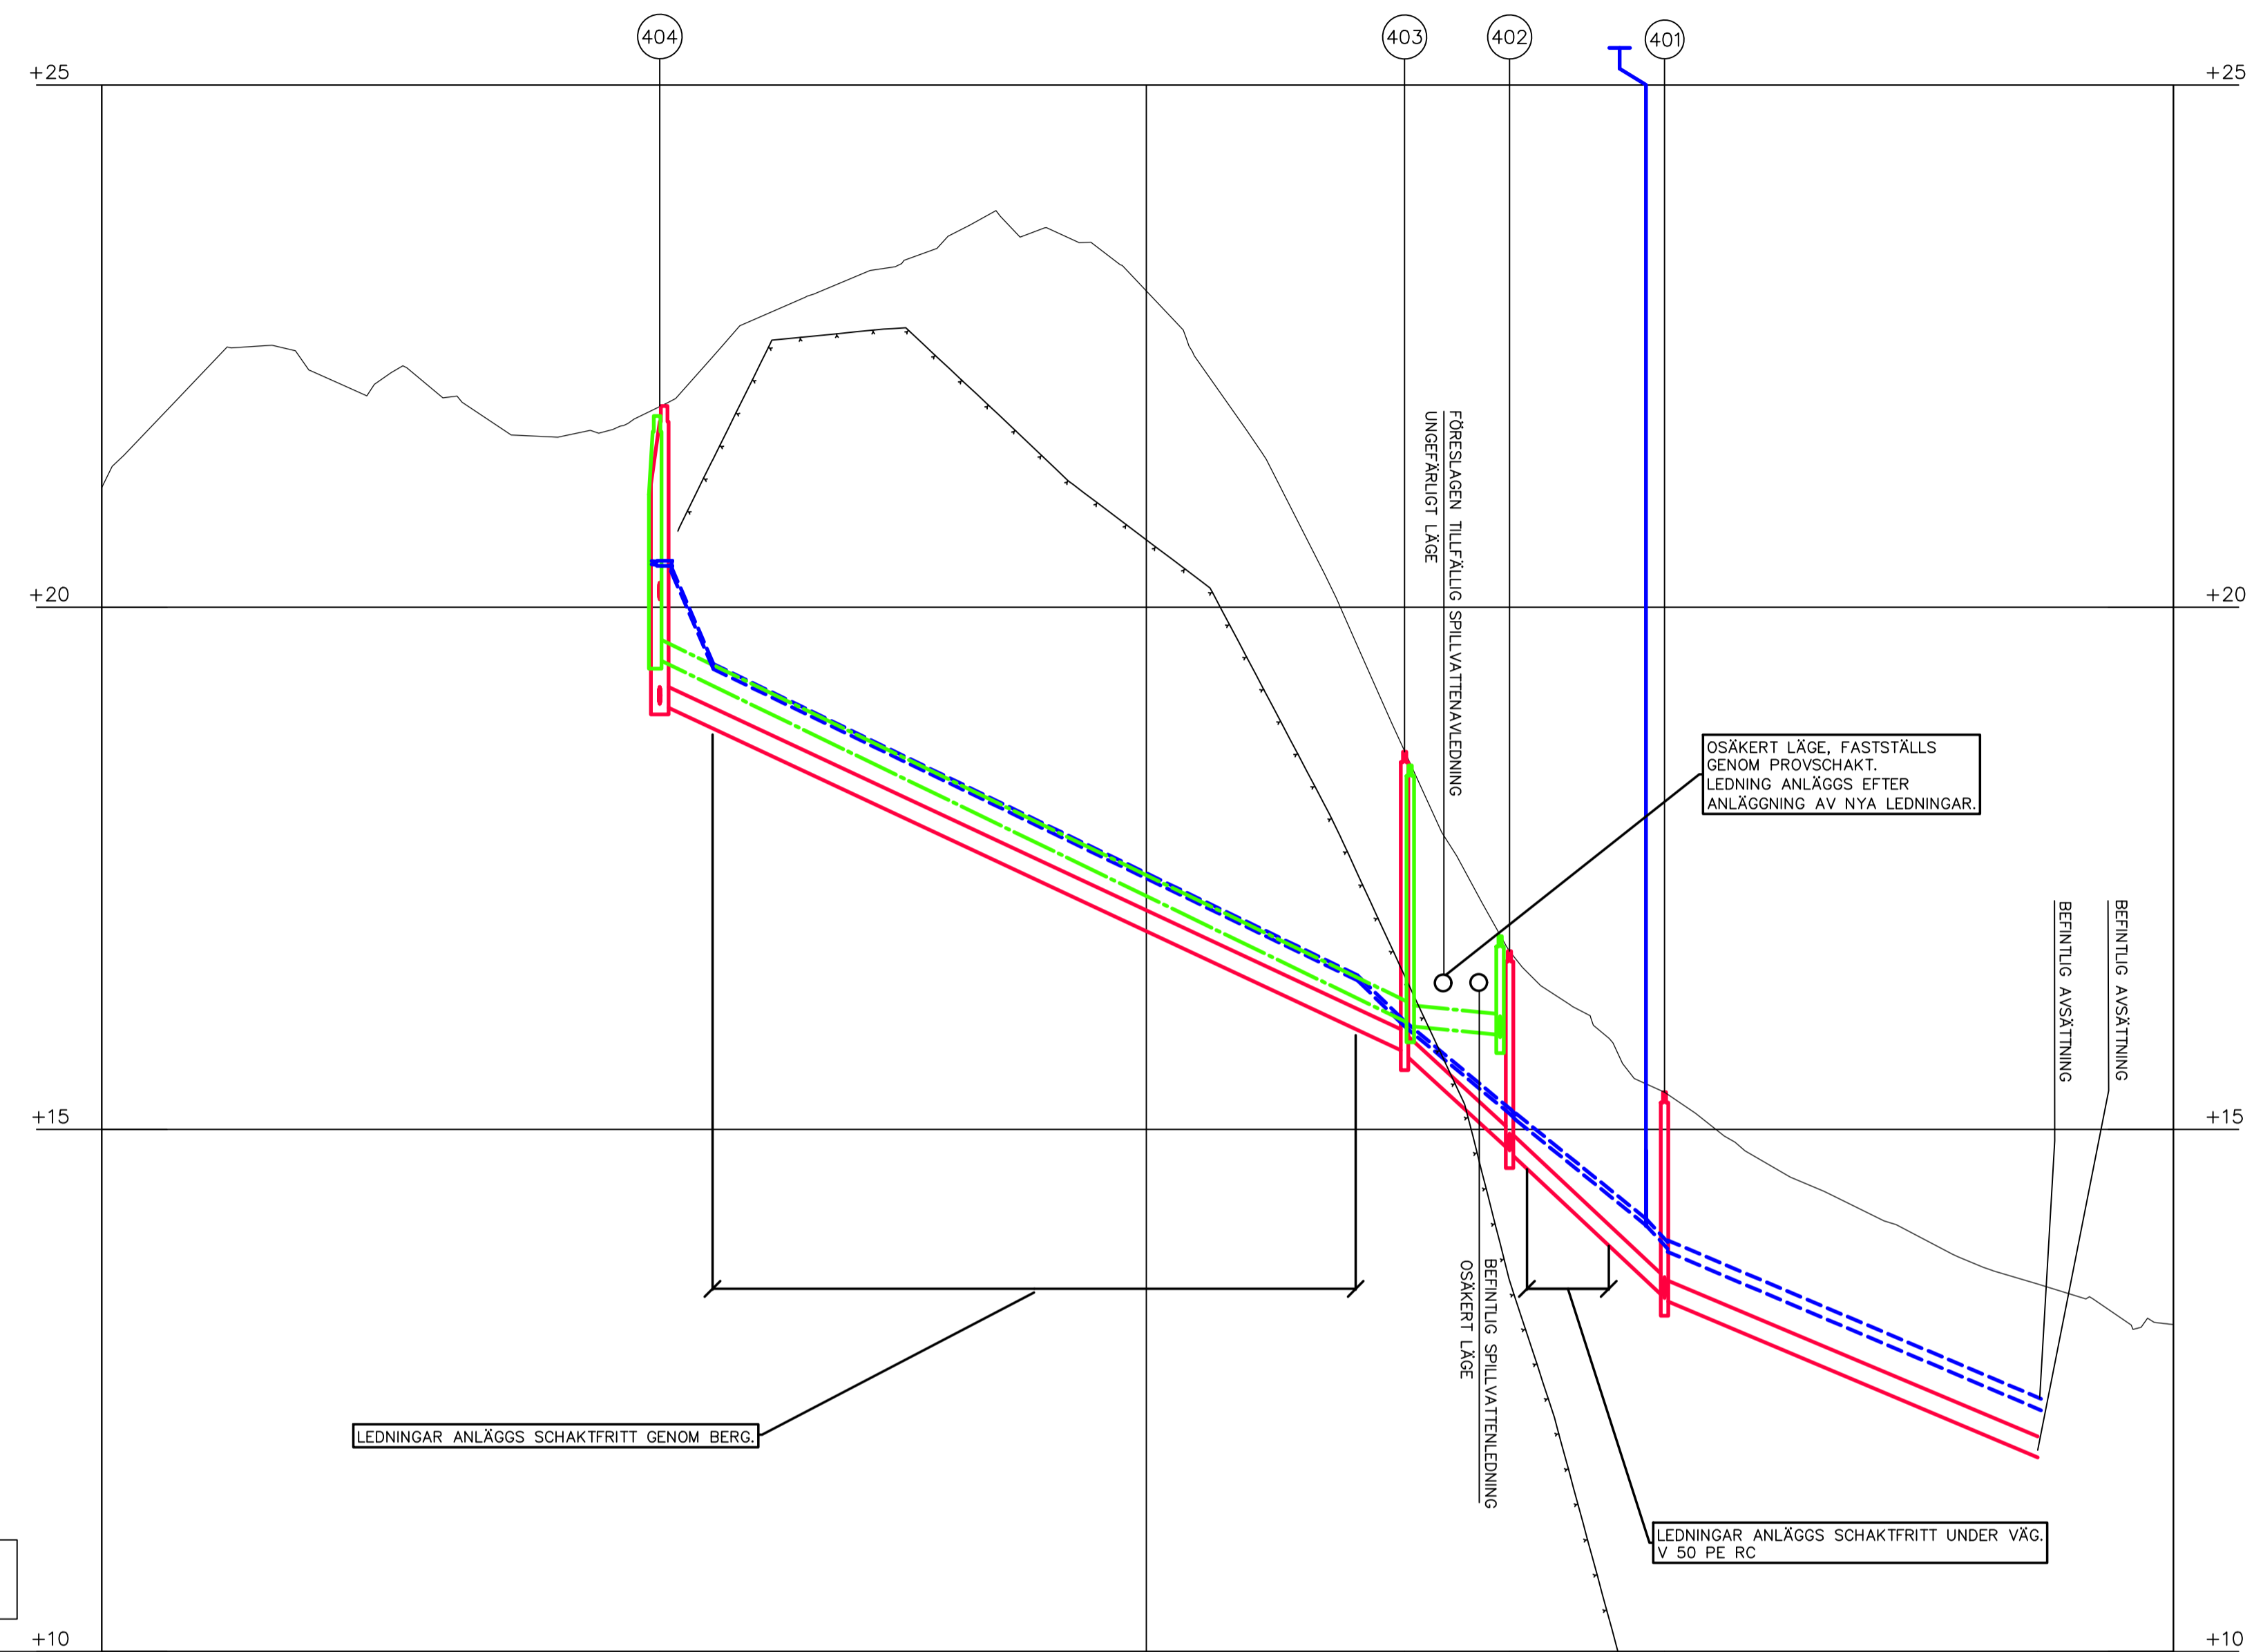 404
403
402
401
+25
+25
FÖRESLAGEN TILLFÄLLIG SPILLVATTENAVLEDNING
UNGEFÄRLIGT LÄGE
+20
+20
OSÄKERT LÄGE, FASTSTÄLLS
GENOM PROVSCHAKT.
LEDNING ANLÄGGS EFTER
ANLÄGGNING AV NYA LEDNINGAR.
BEFINTLIG AVSÄTTNING
BEFINTLIG AVSÄTTNING
+15
+15
BEFINTLIG SPILLVATTENLEDNING
OSÄKERT LÄGE
LEDNINGAR ANLÄGGS SCHAKTFRITT GENOM BERG.
LEDNINGAR ANLÄGGS SCHAKTFRITT UNDER VÄG.
V 50 PE RC
+10
+10